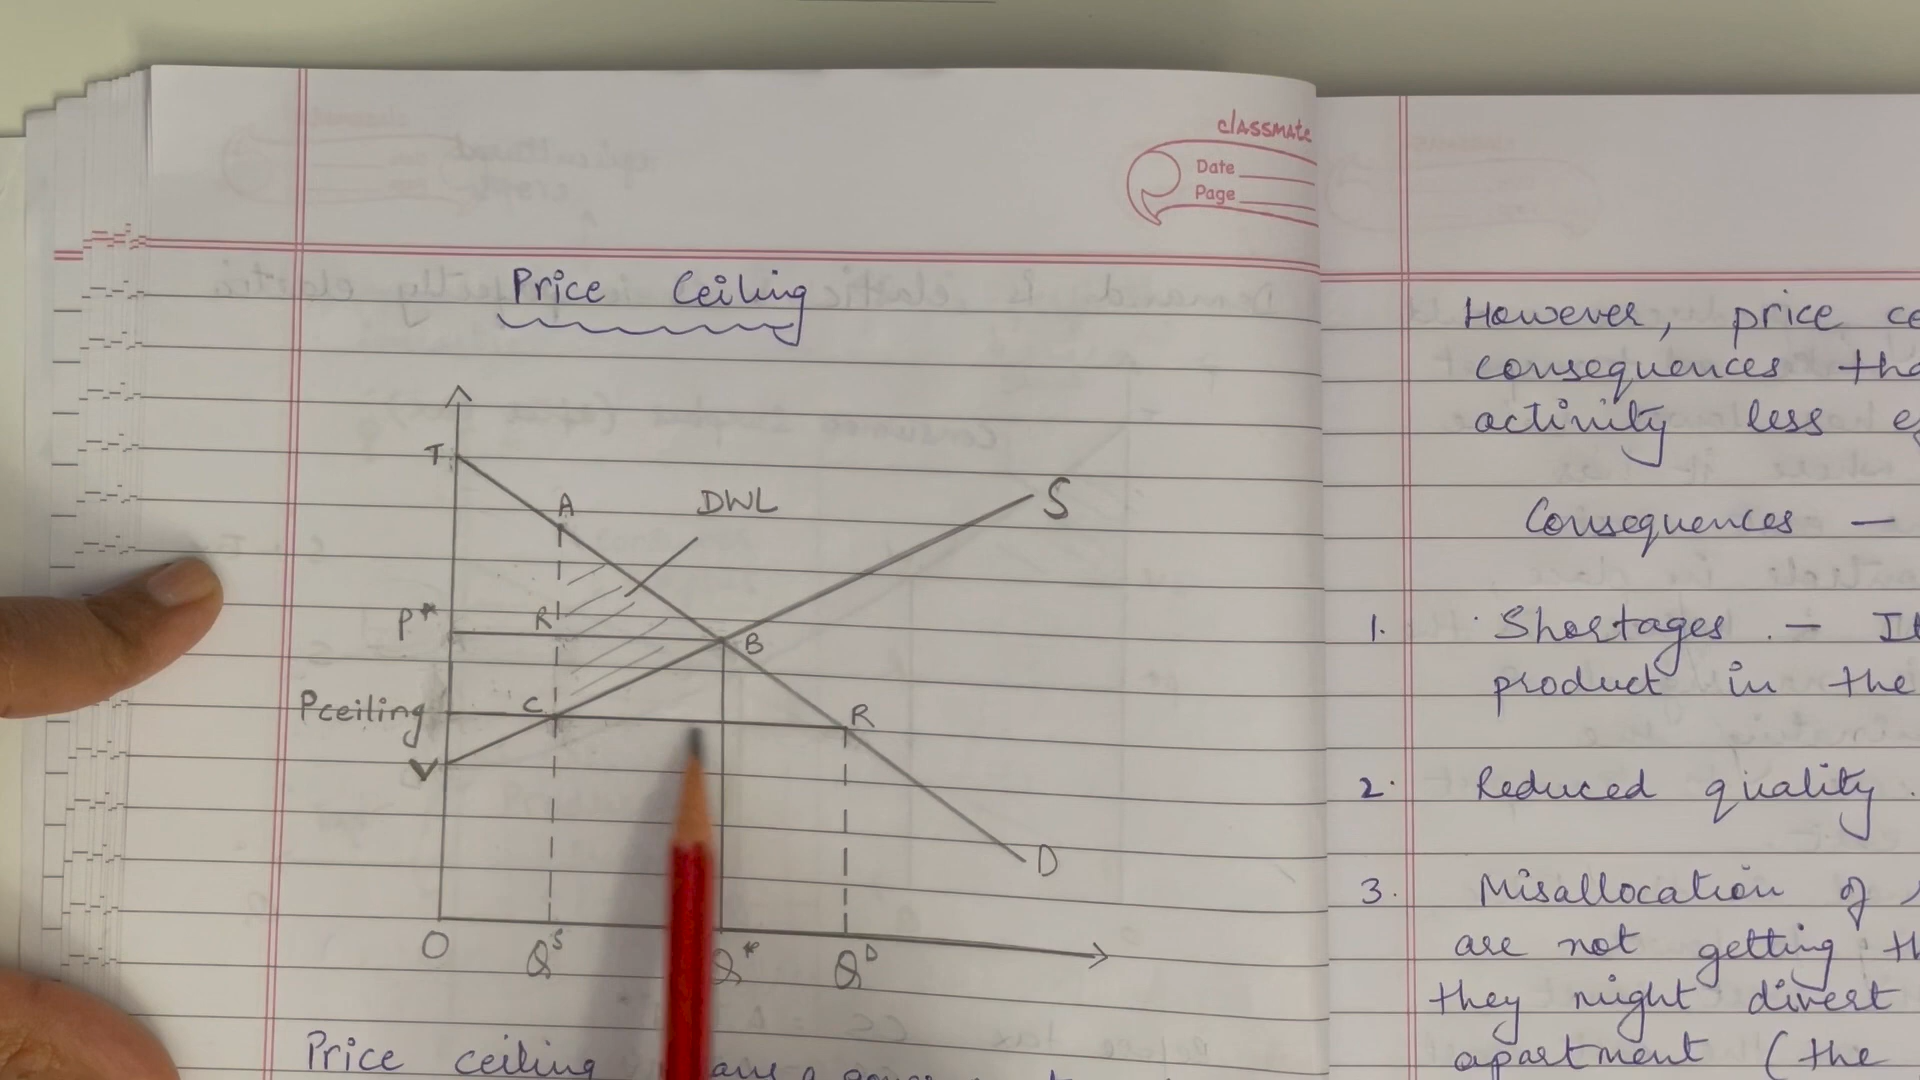 classmate
Date
Page
Price Ceiling
T
A
DWL
S
P*
R'
B
Pceiling
C
R
V
D
O
Q^S
Q*
Q^D
Price ceiling
However, price
consequences
activity less
Consequences —
1. Shortages. –
product in the
2. Reduced quality
3. Misallocation of
are not getting
they might divert
apartment (the